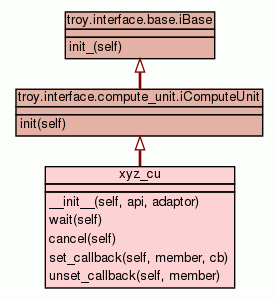 troy.interface.base.iBase
init_(self)
troy.interface.compute_unit.iComputeUnit
init(self)
xyz_cu
__init__(self, api, adaptor)
wait(self)
cancel(self)
set_callback(self, member, cb)
unset_callback(self, member)